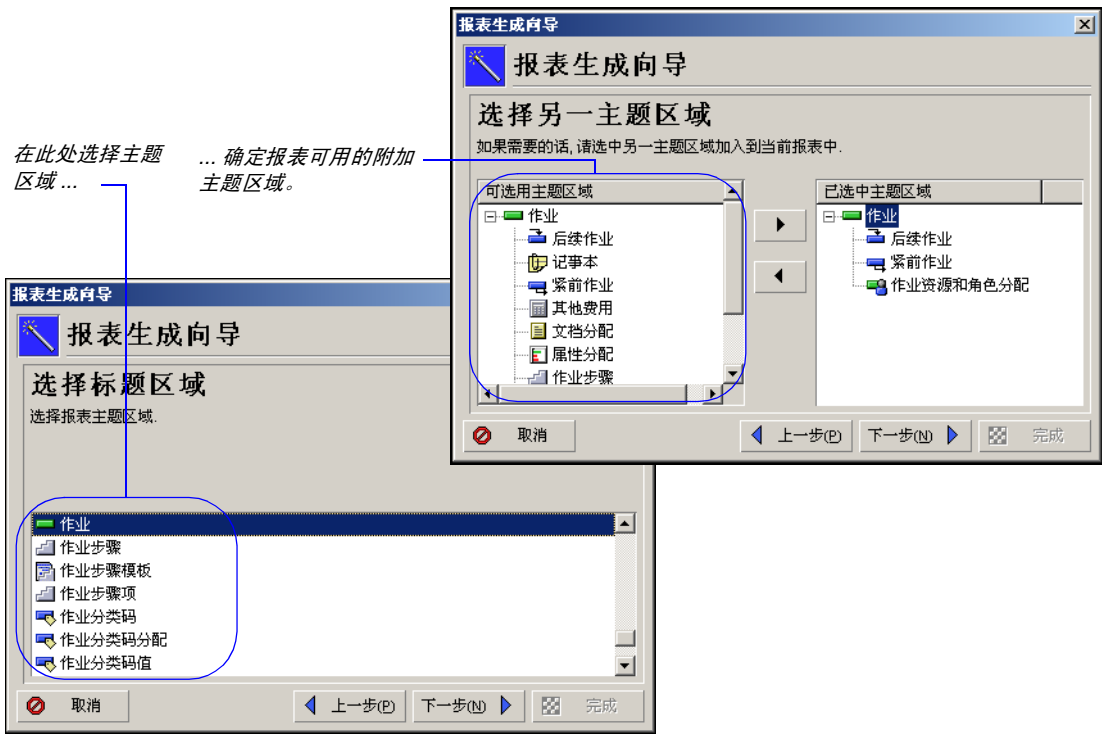 报表生成向导
报表生成向导
选择另一主题区域
如果需要的话,请选中另一主题区域加入到当前报表中.
在此处选择主题
区域 ...
... 确定报表可用的附加
主题区域。
可选用主题区域
作业
后续作业
记事本
紧前作业
其他费用
文档分配
属性分配
作业步骤
已选中主题区域
作业
后续作业
紧前作业
作业资源和角色分配
取消
上一步(P)
下一步(N)
完成
报表生成向导
报表生成向导
选择标题区域
选择报表主题区域.
作业
作业步骤
作业步骤模板
作业步骤项
作业分类码
作业分类码分配
作业分类码值
取消
上一步(P)
下一步(N)
完成